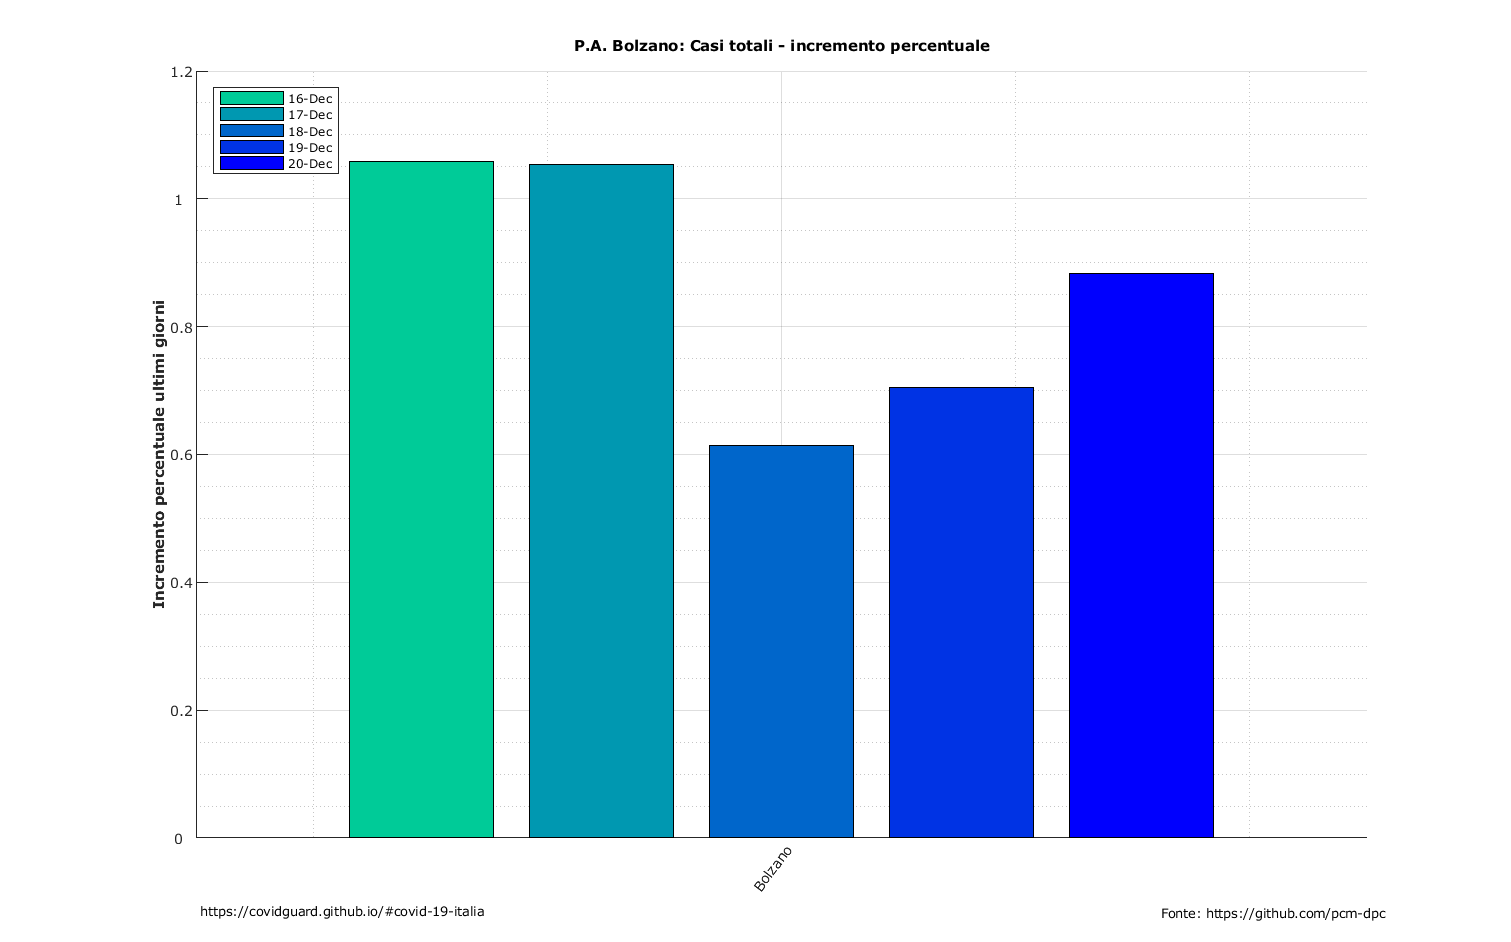 P.A. Bolzano: Casi totali - incremento percentuale
1.2
1
0.8
0.6
0.4
0.2
0
Incremento percentuale ultimi giorni
16-Dec
17-Dec
18-Dec
19-Dec
20-Dec
Bolzano
https://covidguard.github.io/#covid-19-italia
Fonte: https://github.com/pcm-dpc